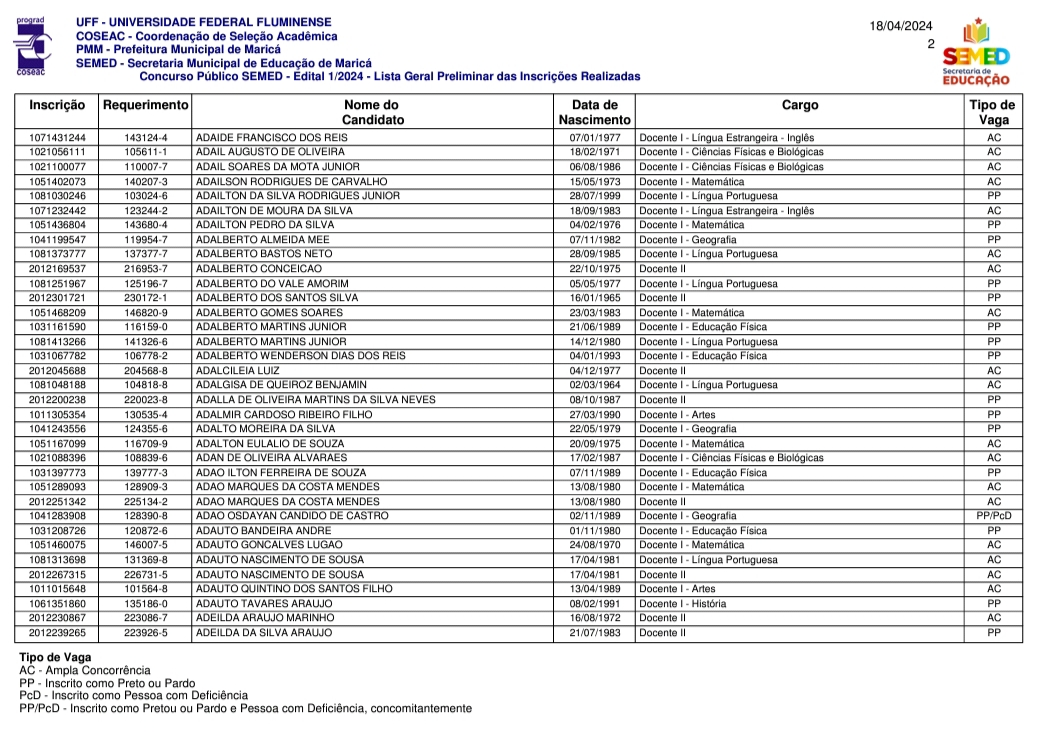 prograd
coseac
UFF - UNIVERSIDADE FEDERAL FLUMINENSE
COSEAC - Coordenação de Seleção Acadêmica
PMM - Prefeitura Municipal de Maricá
SEMED - Secretaria Municipal de Educação de Maricá
Concurso Público SEMED - Edital 1/2024 - Lista Geral Preliminar das Inscrições Realizadas
18/04/2024
2
SEMED
Secretaria de
EDUCAÇÃO
Inscrição Requerimento Nome do Candidato Data de Nascimento Cargo Tipo de Vaga
1071431244 143124-4 ADAIDE FRANCISCO DOS REIS 07/01/1977 Docente I - Língua Estrangeira - Inglês AC
1021056111 105611-1 ADAIL AUGUSTO DE OLIVEIRA 18/02/1971 Docente I - Ciências Físicas e Biológicas AC
1021100077 110007-7 ADAIL SOARES DA MOTA JUNIOR 06/08/1986 Docente I - Ciências Físicas e Biológicas AC
1051402073 140207-3 ADAILSON RODRIGUES DE CARVALHO 15/05/1973 Docente I - Matemática AC
1081030246 103024-6 ADAILTON DA SILVA RODRIGUES JUNIOR 28/07/1999 Docente I - Língua Portuguesa PP
1071232442 123244-2 ADAILTON DE MOURA DA SILVA 18/09/1983 Docente I - Língua Estrangeira - Inglês AC
1051436804 143680-4 ADAILTON PEDRO DA SILVA 04/02/1976 Docente I - Matemática PP
1041199547 119954-7 ADALBERTO ALMEIDA MEE 07/11/1982 Docente I - Geografia PP
1081373777 137377-7 ADALBERTO BASTOS NETO 28/09/1985 Docente I - Língua Portuguesa AC
2012169537 216953-7 ADALBERTO CONCEICAO 22/10/1975 Docente II AC
1081251967 125196-7 ADALBERTO DO VALE AMORIM 05/05/1977 Docente I - Língua Portuguesa PP
2012301721 230172-1 ADALBERTO DOS SANTOS SILVA 16/01/1965 Docente II PP
1051468209 146820-9 ADALBERTO GOMES SOARES 23/03/1983 Docente I - Matemática AC
1031161590 116159-0 ADALBERTO MARTINS JUNIOR 21/06/1989 Docente I - Educação Física PP
1081413266 141326-6 ADALBERTO MARTINS JUNIOR 14/12/1980 Docente I - Língua Portuguesa PP
1031067782 106778-2 ADALBERTO WENDERSON DIAS DOS REIS 04/01/1993 Docente I - Educação Física PP
2012045688 204568-8 ADALCILEIA LUIZ 04/12/1977 Docente II AC
1081048188 104818-8 ADALGISA DE QUEIROZ BENJAMIN 02/03/1964 Docente I - Língua Portuguesa AC
2012200238 220023-8 ADALLA DE OLIVEIRA MARTINS DA SILVA NEVES 08/10/1987 Docente II PP
1011305354 130535-4 ADALMIR CARDOSO RIBEIRO FILHO 27/03/1990 Docente I - Artes PP
1041243556 124355-6 ADALTO MOREIRA DA SILVA 22/05/1979 Docente I - Geografia PP
1051167099 116709-9 ADALTON EULALIO DE SOUZA 20/09/1975 Docente I - Matemática AC
1021088396 108839-6 ADAN DE OLIVEIRA ALVARAES 17/02/1987 Docente I - Ciências Físicas e Biológicas AC
1031397773 139777-3 ADAO ILTON FERREIRA DE SOUZA 07/11/1989 Docente I - Educação Física PP
1051289093 128909-3 ADAO MARQUES DA COSTA MENDES 13/08/1980 Docente I - Matemática AC
2012251342 225134-2 ADAO MARQUES DA COSTA MENDES 13/08/1980 Docente II AC
1041283908 128390-8 ADAO OSDAYAN CANDIDO DE CASTRO 02/11/1989 Docente I - Geografia PP/PcD
1031208726 120872-6 ADAUTO BANDEIRA ANDRE 01/11/1980 Docente I - Educação Física PP
1051460075 146007-5 ADAUTO GONCALVES LUGAO 24/08/1970 Docente I - Matemática AC
1081313698 131369-8 ADAUTO NASCIMENTO DE SOUSA 17/04/1981 Docente I - Língua Portuguesa AC
2012267315 226731-5 ADAUTO NASCIMENTO DE SOUSA 17/04/1981 Docente II AC
1011015648 101564-8 ADAUTO QUINTINO DOS SANTOS FILHO 13/04/1989 Docente I - Artes AC
1061351860 135186-0 ADAUTO TAVARES ARAUJO 08/02/1991 Docente I - História PP
2012230867 223086-7 ADEILDA ARAUJO MARINHO 16/08/1972 Docente II AC
2012239265 223926-5 ADEILDA DA SILVA ARAUJO 21/07/1983 Docente II PP
Tipo de Vaga
AC - Ampla Concorrência
PP - Inscrito como Preto ou Pardo
PcD - Inscrito como Pessoa com Deficiência
PP/PcD - Inscrito como Pretou ou Pardo e Pessoa com Deficiência, concomitantemente